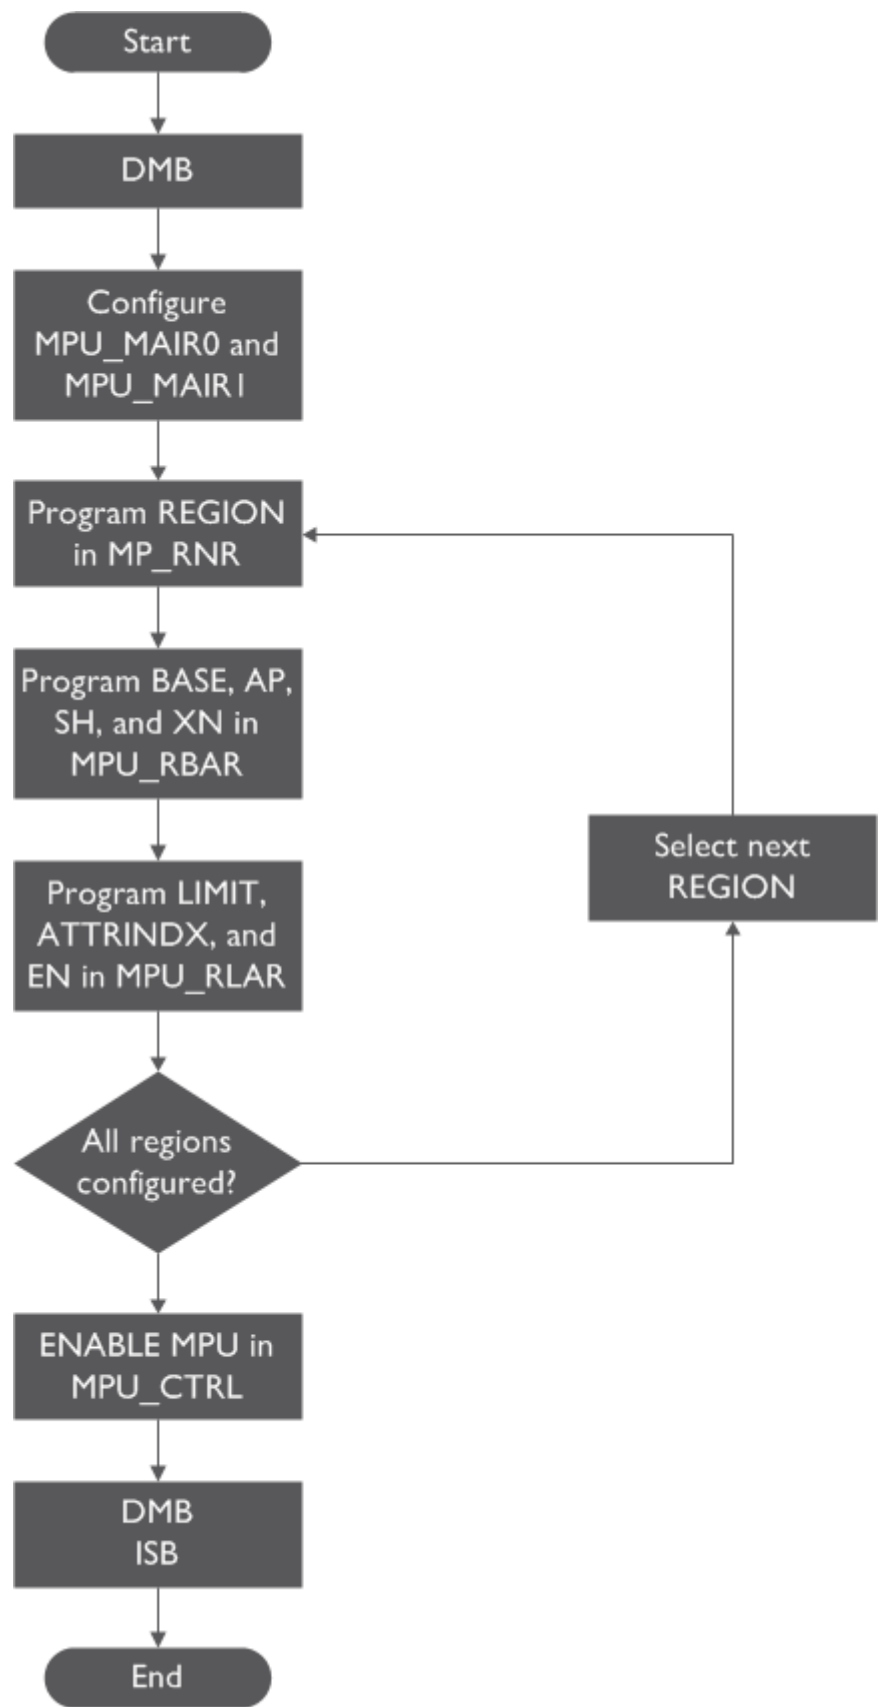 Start
DMB
Configure
MPU_MAIR0 and
MPU_MAIR1
Program REGION
in MP_RNR
Program BASE, AP,
SH, and XN in
MPU_RBAR
Program LIMIT,
ATTRINDX, and
EN in MPU_RLAR
Select next
REGION
All regions
configured?
ENABLE MPU in
MPU_CTRL
DMB
ISB
End